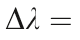 Δλ =